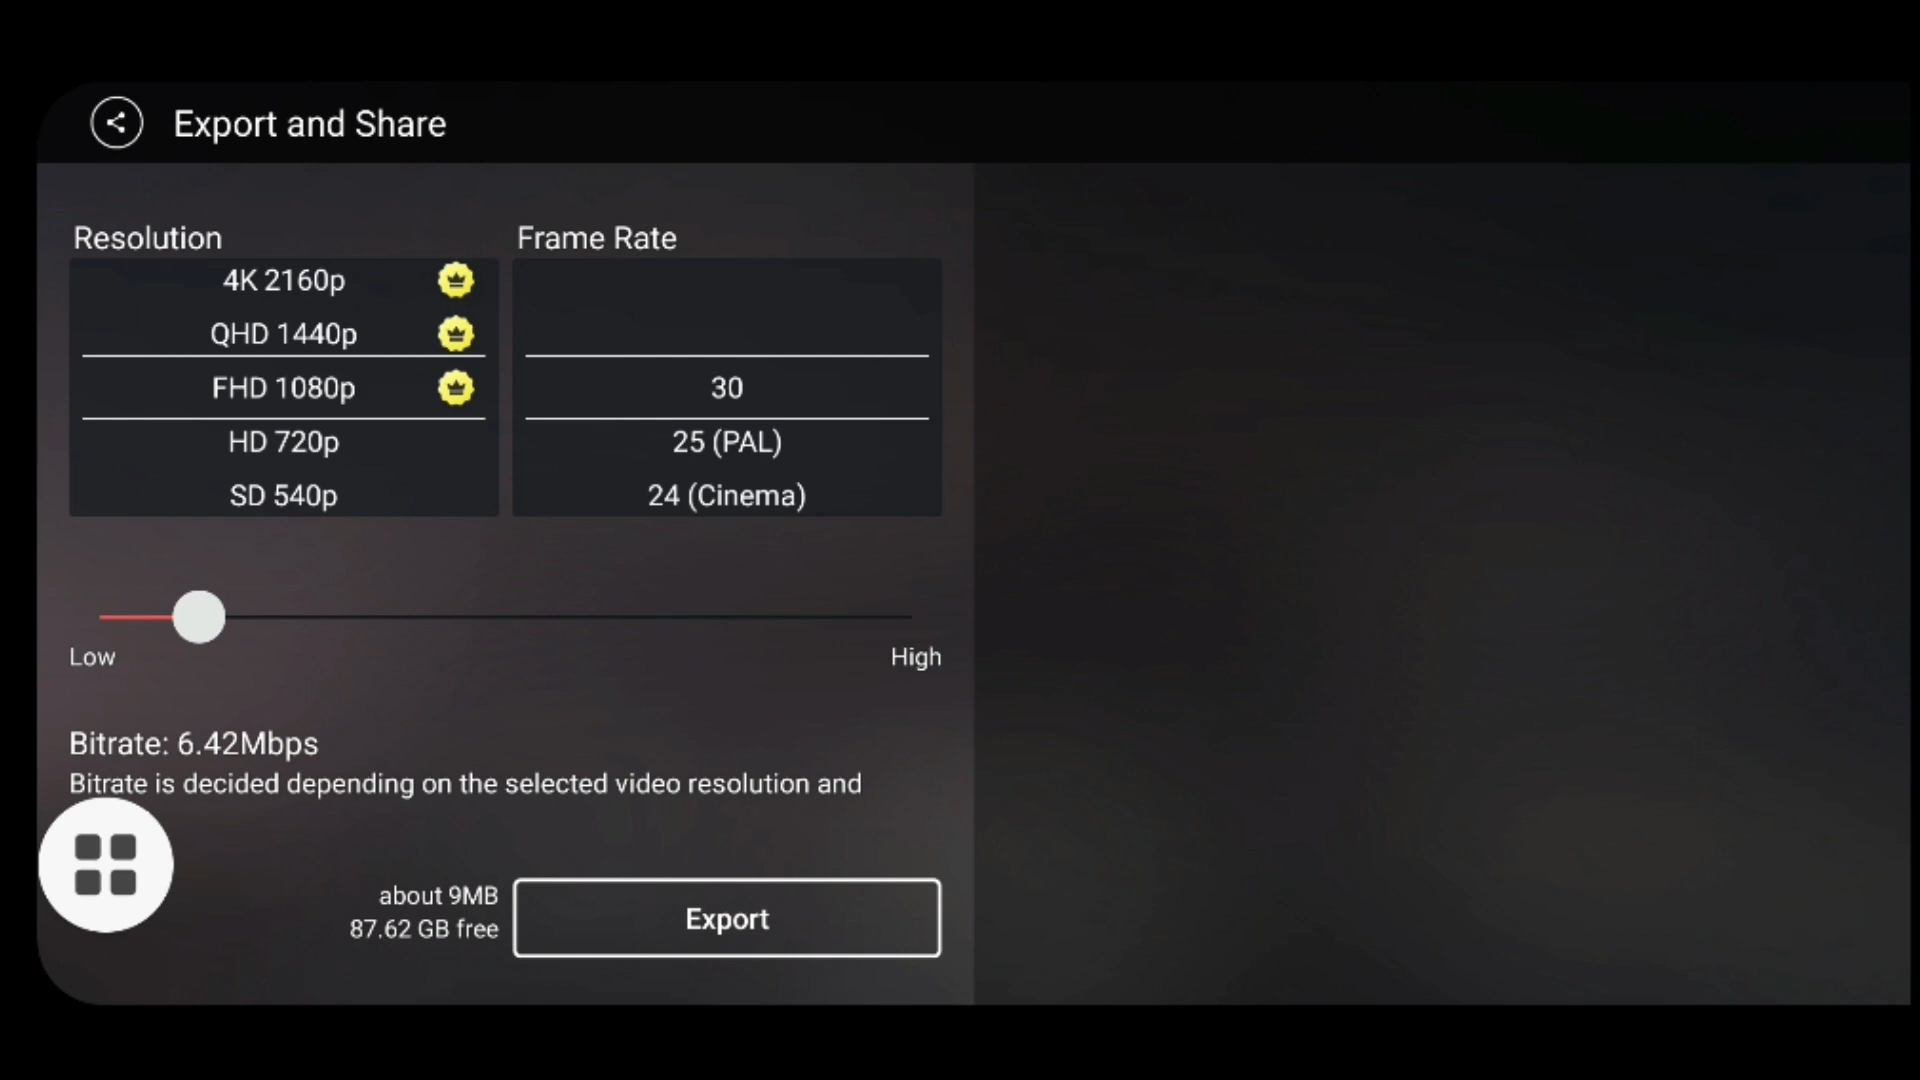 Export and Share
Resolution
4K 2160p
QHD 1440p
FHD 1080p
HD 720p
SD 540p
Frame Rate
30
25 (PAL)
24 (Cinema)
Low
High
Bitrate: 6.42Mbps
Bitrate is decided depending on the selected video resolution and
about 9MB
87.62 GB free
Export